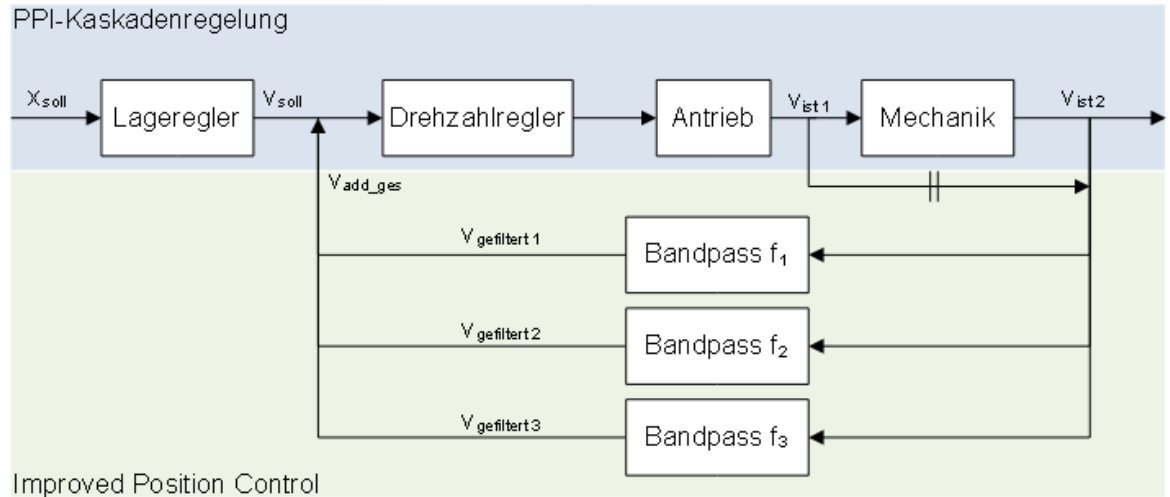 PPI-Kaskadenregelung
Xsoll
Lageregler
Vsoll
Drehzahlregler
Antrieb
Vist 1
Mechanik
Vist 2
Vadd_ges
Vgefiltert 1
Bandpass f₁
Vgefiltert 2
Bandpass f₂
Vgefiltert 3
Bandpass f₃
Improved Position Control